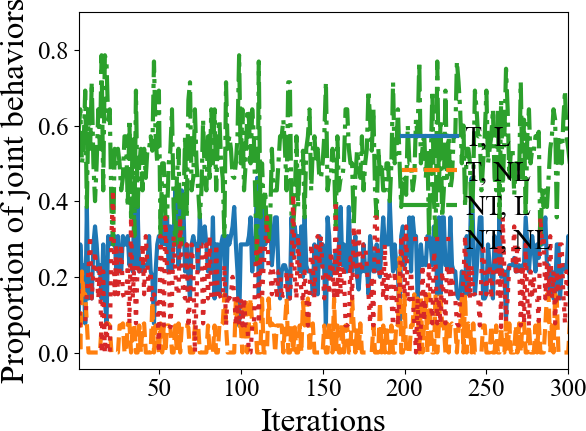 Proportion of joint behaviors
0.8
0.6
0.4
0.2
0.0
T, L
T, NL
NT, L
NT, NL
50
100
150
200
250
300
Iterations